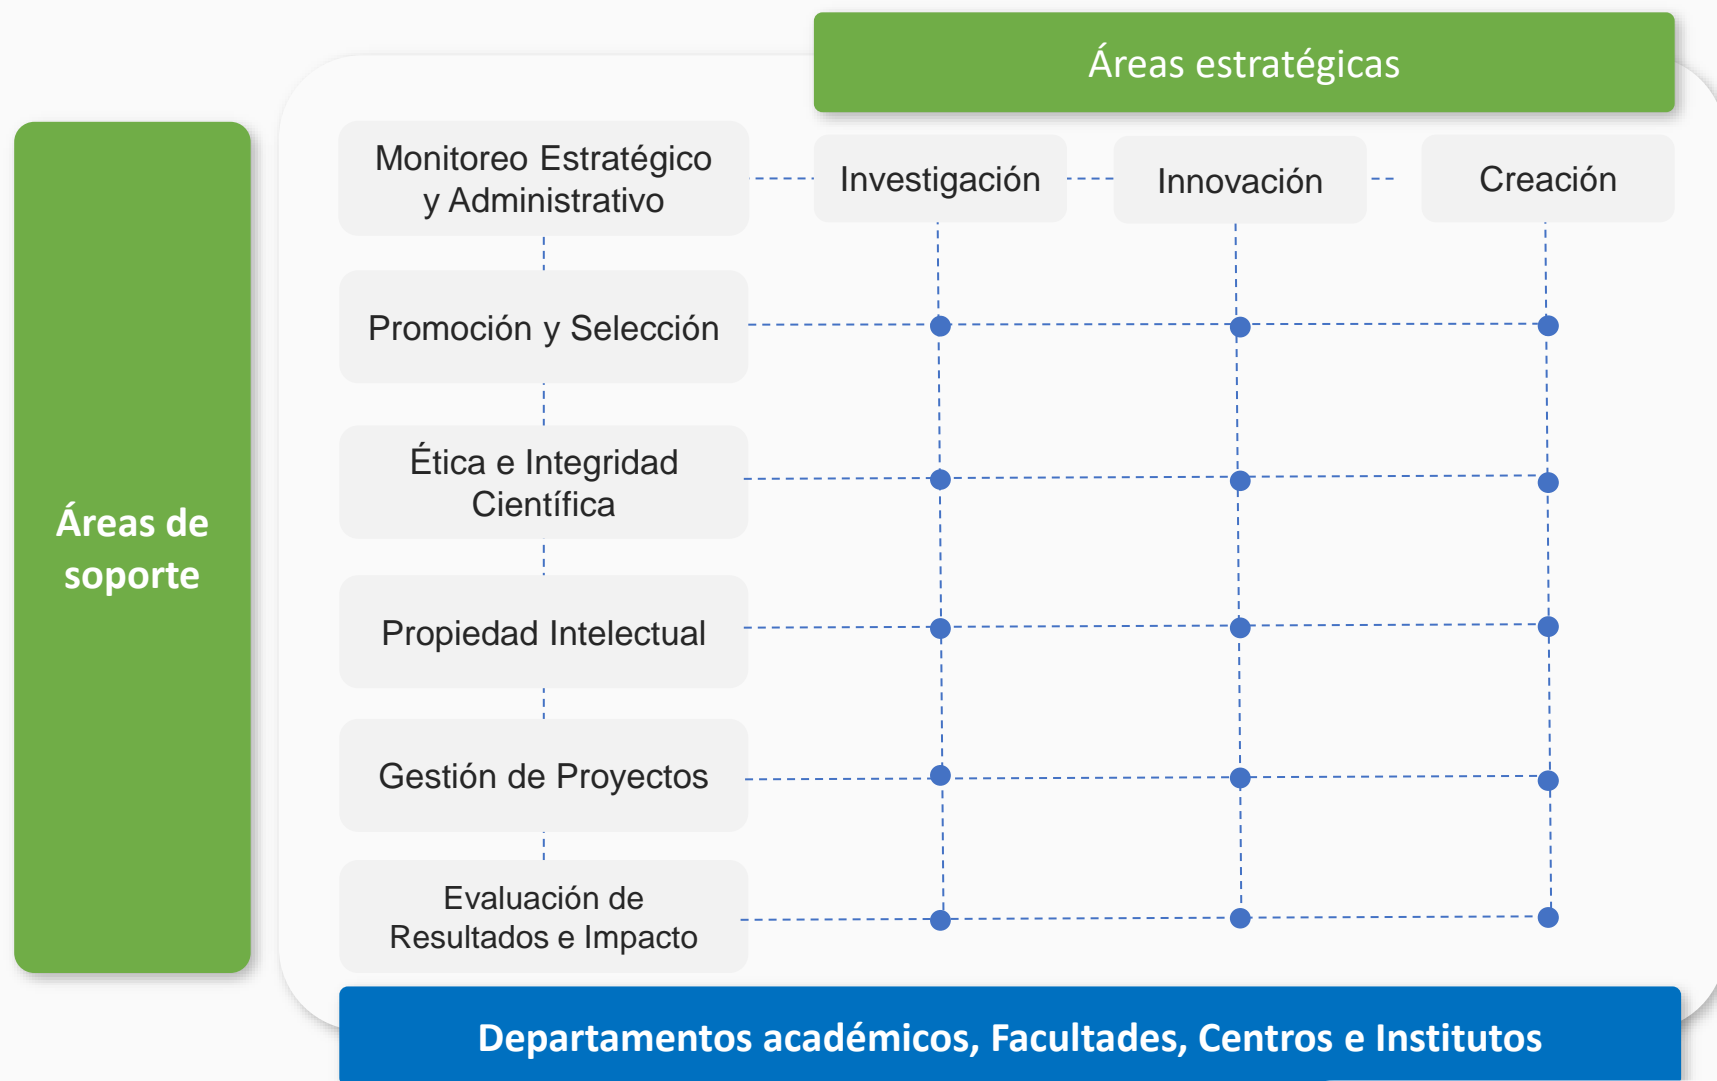 Áreas estratégicas
Monitoreo Estratégico
y Administrativo
Investigación
Innovación
Creación
Promoción y Selección
Ética e Integridad
Científica
Áreas de
soporte
Propiedad Intelectual
Gestión de Proyectos
Evaluación de
Resultados e Impacto
Departamentos académicos, Facultades, Centros e Institutos